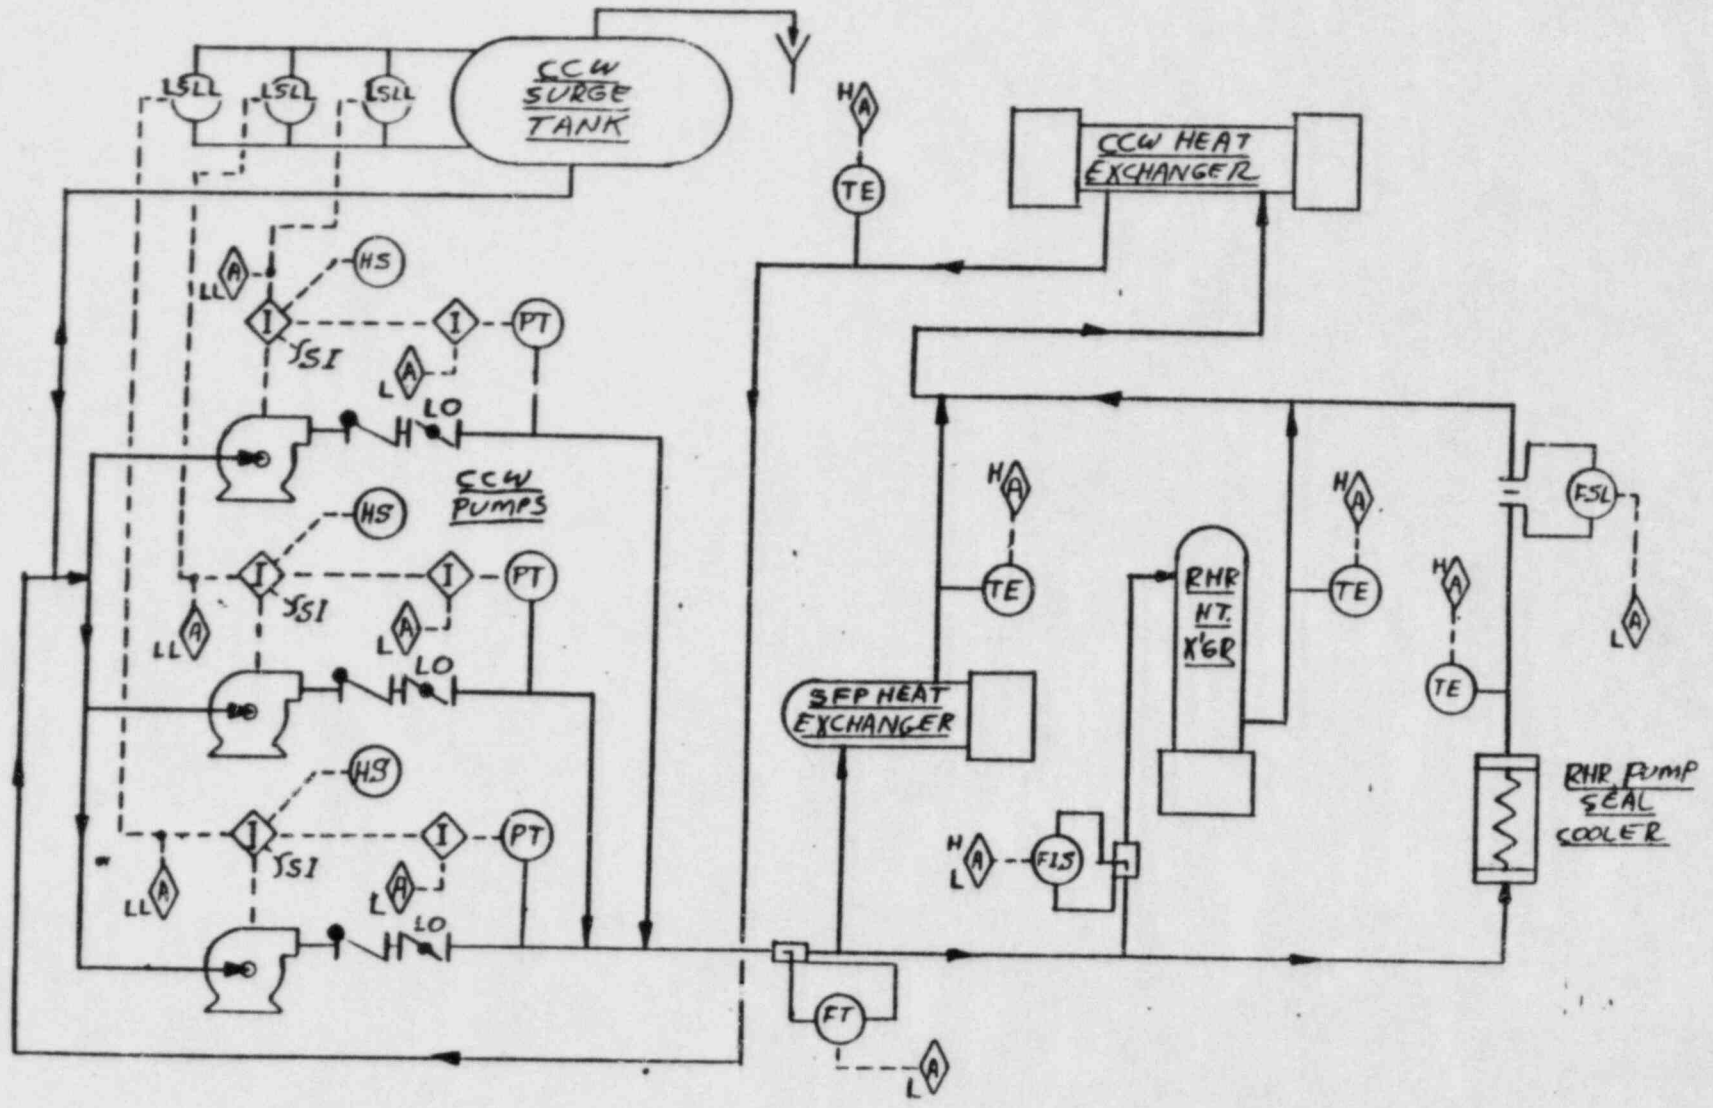 CCW
SURGE
TANK
LSLL
LSLL
LSLL
H
A
TE
CCW HEAT
EXCHANGER
A
LL
HS
I
I
PT
SI
A
L
LO
CCW
PUMPS
HS
I
I
PT
SI
A
LL
A
L
LO
HS
I
I
PT
SI
A
LL
A
L
LO
H
A
TE
SFP HEAT
EXCHANGER
RHR
HT.
X'GR
H
A
TE
FSL
A
L
H
A
TE
RHR PUMP
SEAL
COOLER
H
A
L
FIS
FT
A
L